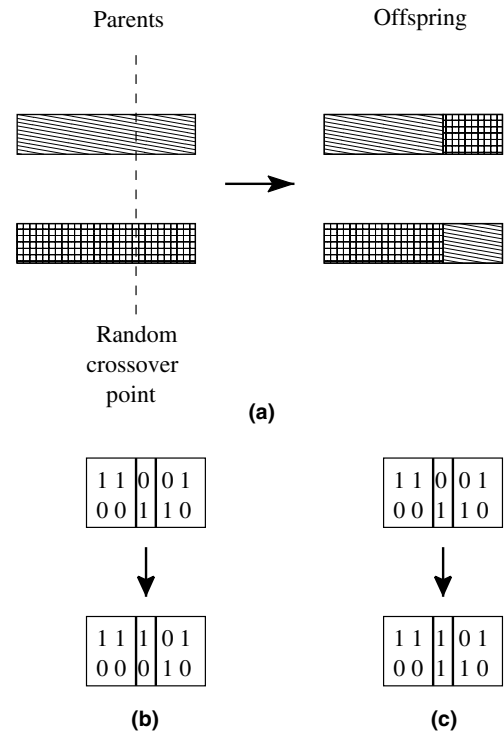 Parents
Offspring
Random
crossover
point
(a)
1 1 0 0 1
0 0 1 1 0
1 1 0 0 1
0 0 1 1 0
1 1 1 0 1
0 0 0 1 0
1 1 1 0 1
0 0 1 1 0
(b)
(c)